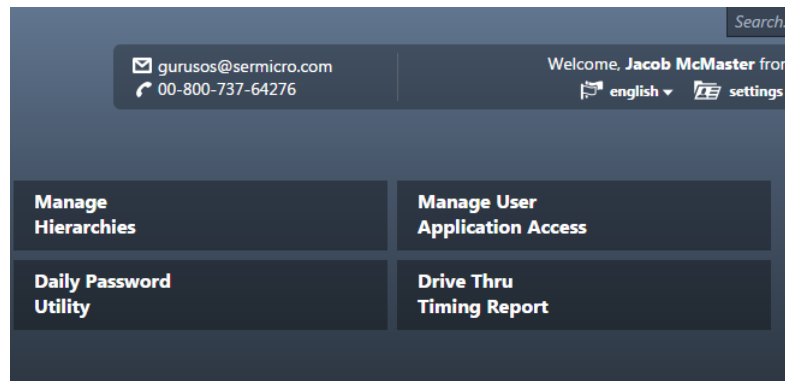 Search.
gurusos@sermicro.com
00-800-737-64276
Welcome, Jacob McMaster from
english
settings
Manage
Hierarchies
Manage User
Application Access
Daily Password
Utility
Drive Thru
Timing Report